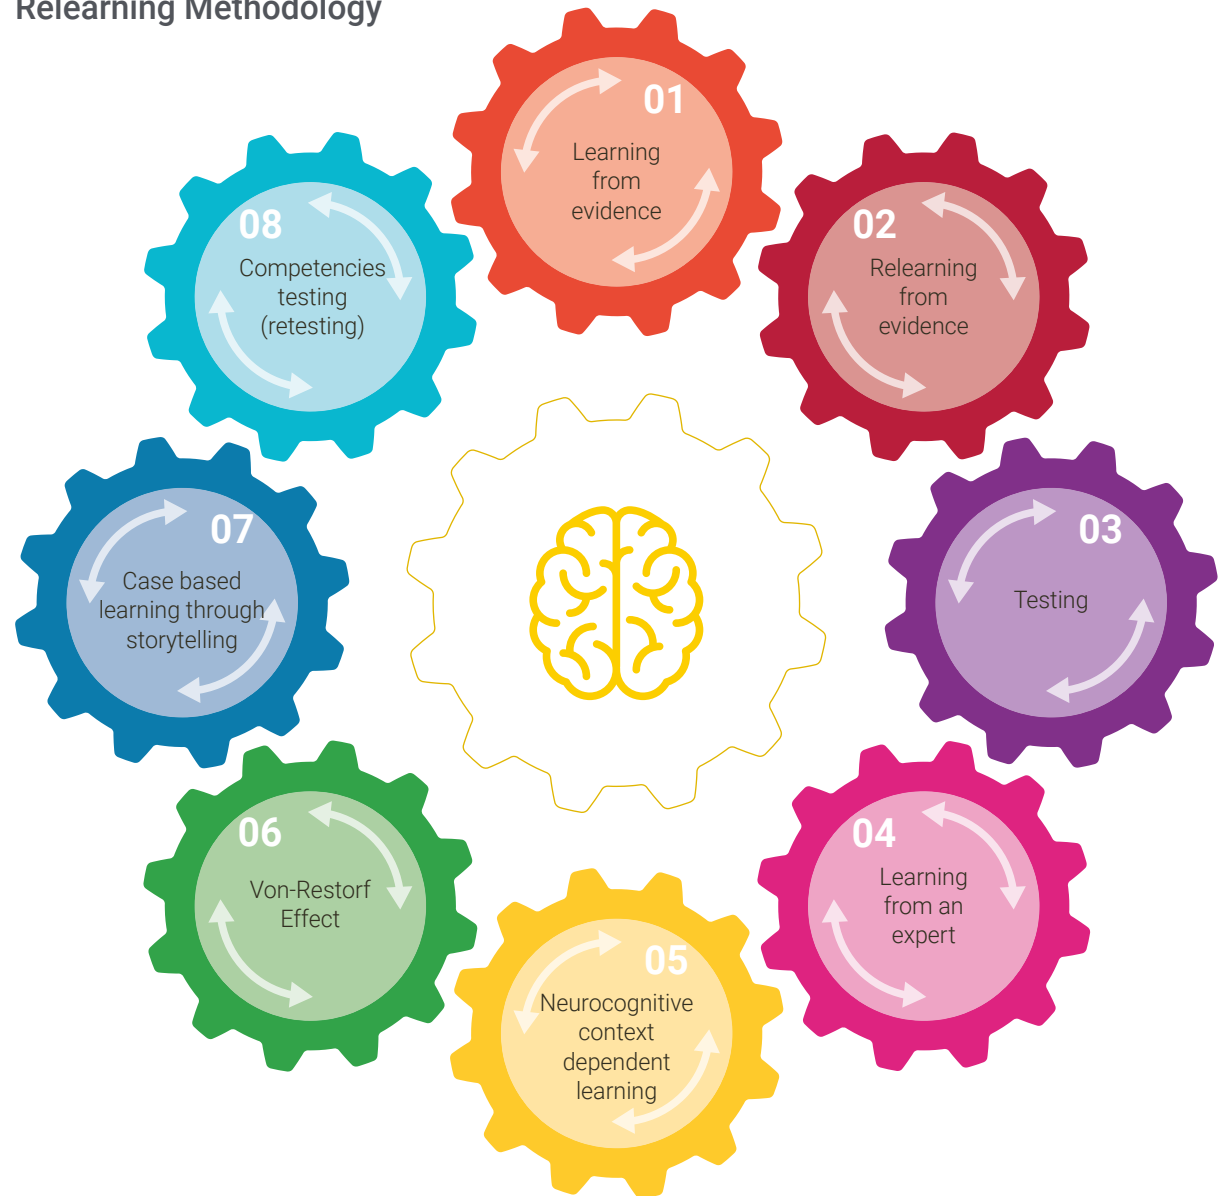 Relearning Methodology
01
Learning
from
evidence
02
Relearning
from
evidence
03
Testing
04
Learning
from an
expert
05
Neurocognitive
context
dependent
learning
06
Von-Restorf
Effect
07
Case based
learning through
storytelling
08
Competencies
testing
(retesting)